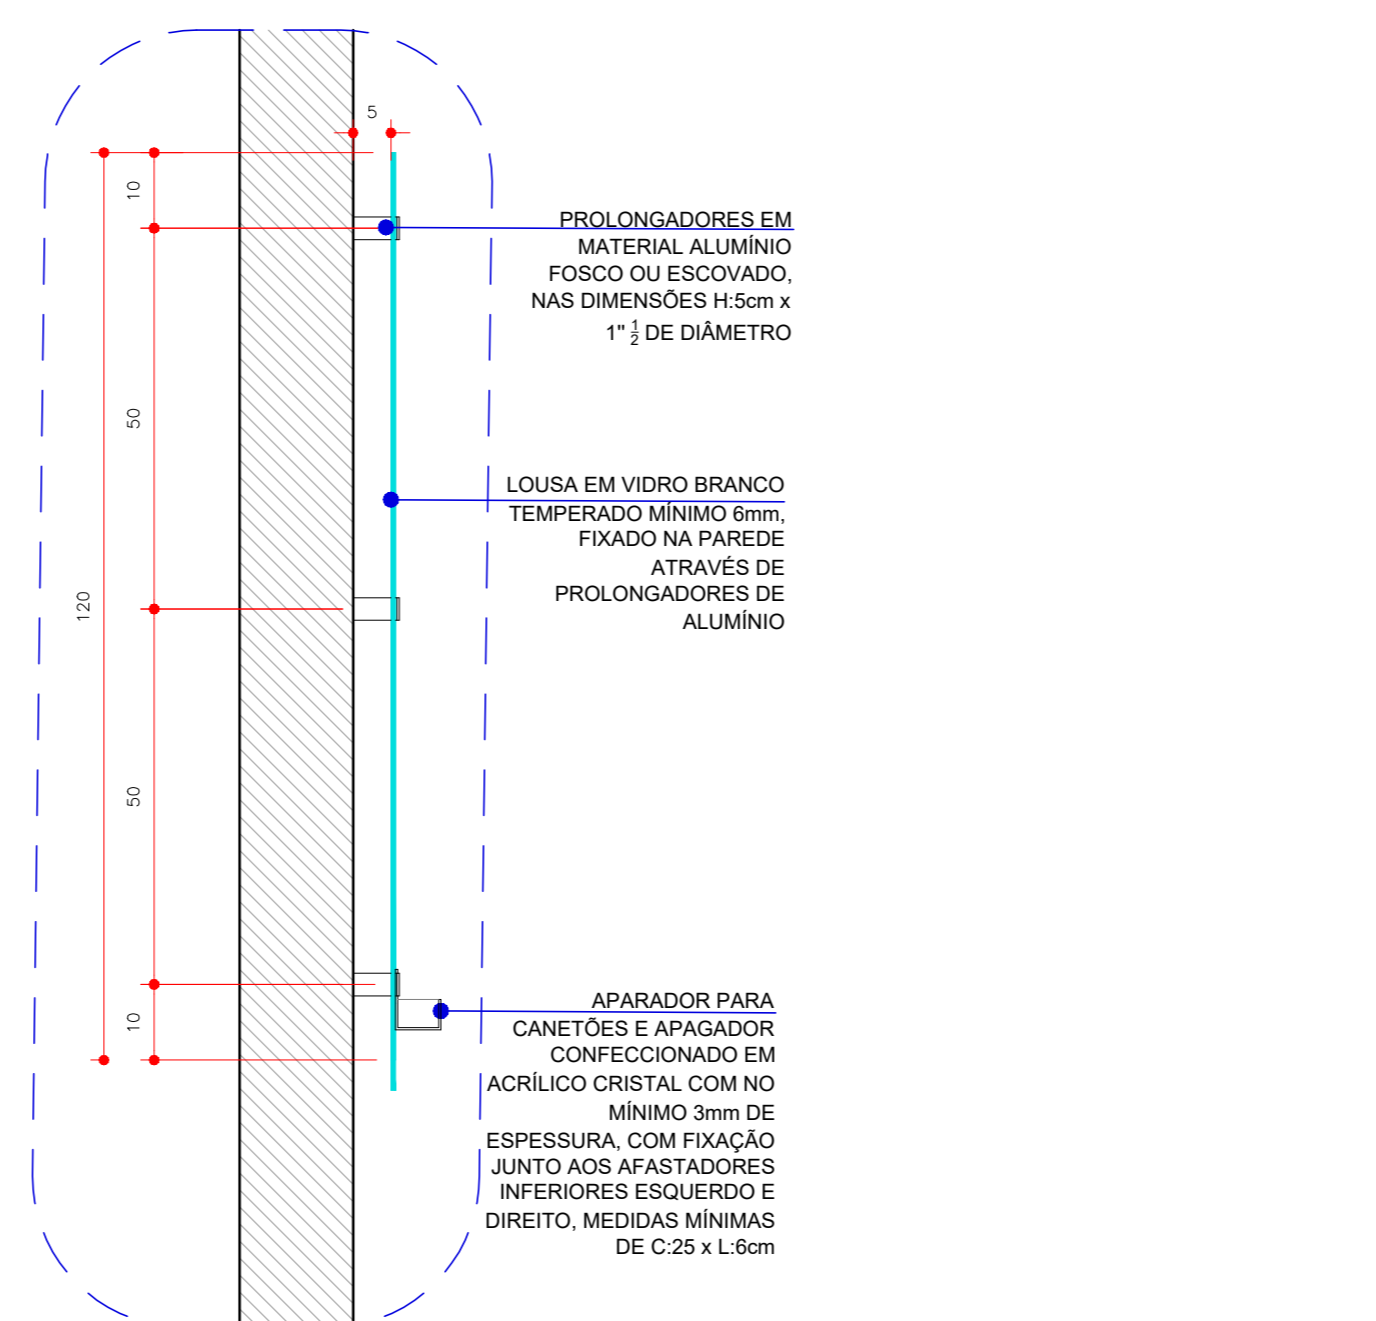 5
10
PROLONGADORES EM
MATERIAL ALUMÍNIO
FOSCO OU ESCOVADO,
NAS DIMENSÕES H:5cm x
1" 1/2 DE DIÂMETRO
50
LOUSA EM VIDRO BRANCO
TEMPERADO MÍNIMO 6mm,
FIXADO NA PAREDE
ATRAVÉS DE
PROLONGADORES DE
ALUMÍNIO
120
50
10
APARADOR PARA
CANETÕES E APAGADOR
CONFECCIONADO EM
ACRÍLICO CRISTAL COM NO
MÍNIMO 3mm DE
ESPESSURA, COM FIXAÇÃO
JUNTO AOS AFASTADORES
INFERIORES ESQUERDO E
DIREITO, MEDIDAS MÍNIMAS
DE C:25 x L:6cm